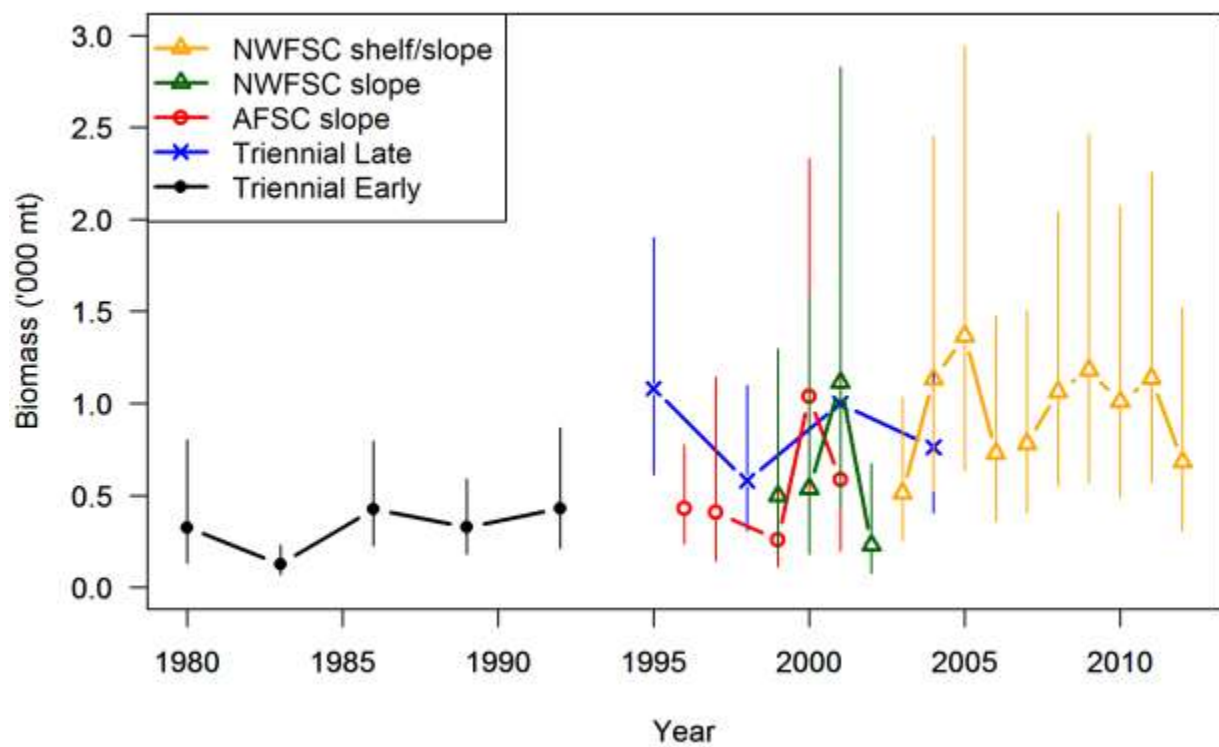 NWFSC shelf/slope
NWFSC slope
AFSC slope
Triennial Late
Triennial Early
Biomass ('000 mt)
3.0
2.5
2.0
1.5
1.0
0.5
0.0
1980 1985 1990 1995 2000 2005 2010
Year